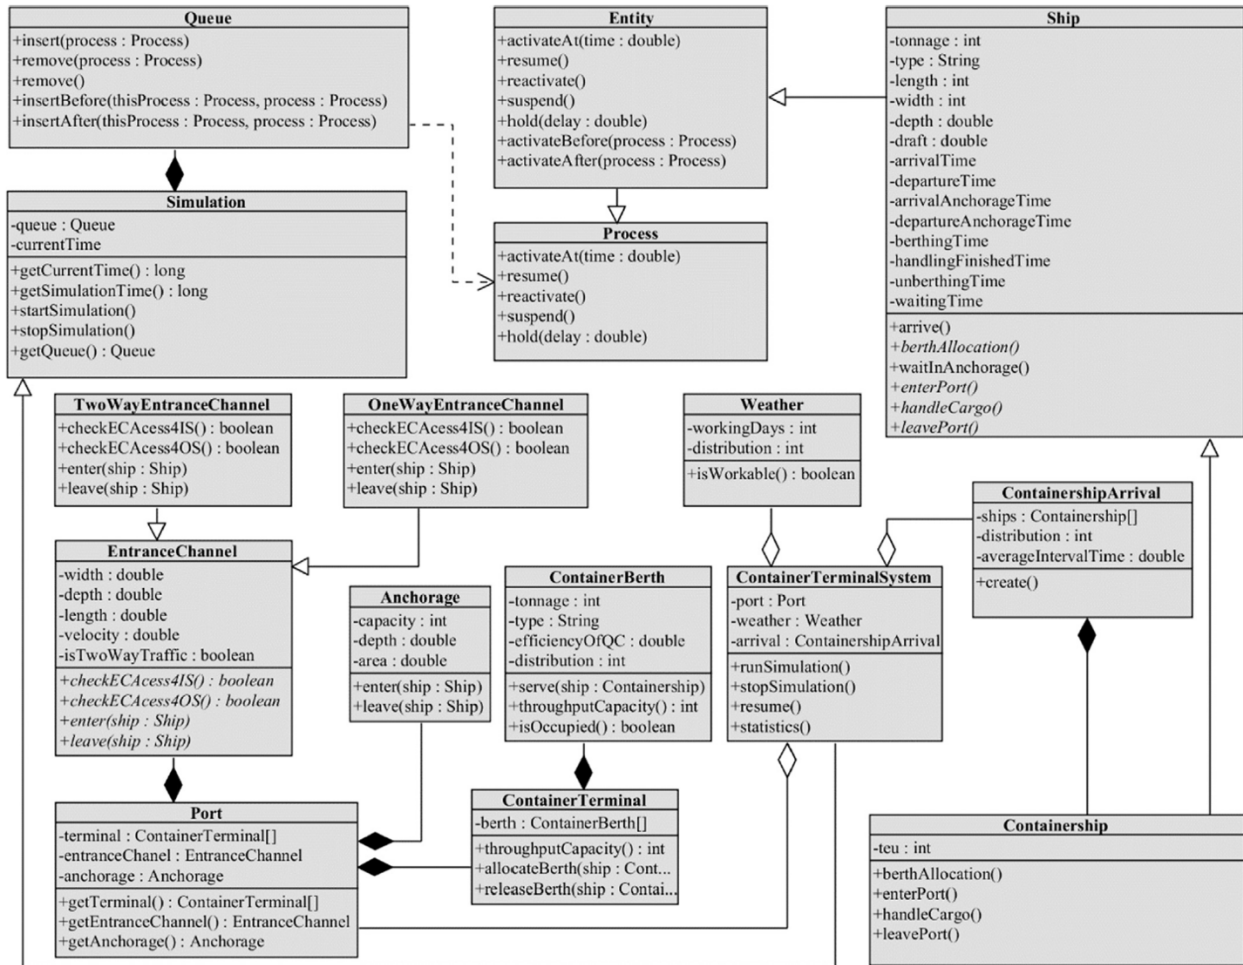 Queue
+insert(process : Process)
+remove(process : Process)
+remove()
+insertBefore(thisProcess : Process, process : Process)
+insertAfter(thisProcess : Process, process : Process)
Entity
+activateAt(time : double)
+resume()
+reactivate()
+suspend()
+hold(delay : double)
+activateBefore(process : Process)
+activateAfter(process : Process)
Ship
-tonnage : int
-type : String
-length : int
-width : int
-depth : double
-draft : double
-arrivalTime
-departureTime
-arrivalAnchorageTime
-departureAnchorageTime
-berthingTime
-handlingFinishedTime
-unberthingTime
-waitingTime
+arrive()
+berthAllocation()
+waitInAnchorage()
+enterPort()
+handleCargo()
+leavePort()
Simulation
-queue : Queue
-currentTime
+getCurrentTime() : long
+getSimulationTime() : long
+startSimulation()
+stopSimulation()
+getQueue() : Queue
Process
+activateAt(time : double)
+resume()
+reactivate()
+suspend()
+hold(delay : double)
TwoWayEntranceChannel
+checkECAcess4IS() : boolean
+checkECAcess4OS() : boolean
+enter(ship : Ship)
+leave(ship : Ship)
OneWayEntranceChannel
+checkECAcess4IS() : boolean
+checkECAcess4OS() : boolean
+enter(ship : Ship)
+leave(ship : Ship)
Weather
-workingDays : int
-distribution : int
+isWorkable() : boolean
ContainershipArrival
-ships : Containership[]
-distribution : int
-averageIntervalTime : double
+create()
EntranceChannel
-width : double
-depth : double
-length : double
-velocity : double
-isTwoWayTraffic : boolean
+checkECAcess4IS() : boolean
+checkECAcess4OS() : boolean
+enter(ship : Ship)
+leave(ship : Ship)
Anchorage
-capacity : int
-depth : double
-area : double
+enter(ship : Ship)
+leave(ship : Ship)
ContainerBerth
-tonnage : int
-type : String
-efficiencyOfQC : double
-distribution : int
+serve(ship : Containership)
+throughputCapacity() : int
+isOccupied() : boolean
ContainerTerminalSystem
-port : Port
-weather : Weather
-arrival : ContainershipArrival
+runSimulation()
+stopSimulation()
+resume()
+statistics()
Port
-terminal : ContainerTerminal[]
-entranceChanel : EntranceChannel
-anchorage : Anchorage
+getTerminal() : ContainerTerminal[]
+getEntranceChannel() : EntranceChannel
+getAnchorage() : Anchorage
ContainerTerminal
-berth : ContainerBerth[]
+throughputCapacity() : int
+allocateBerth(ship : Cont...
+releaseBerth(ship : Contai...
Containership
-teu : int
+berthAllocation()
+enterPort()
+handleCargo()
+leavePort()